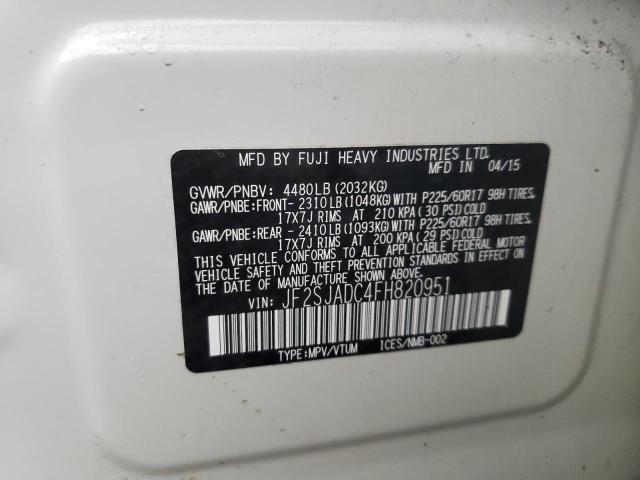 MFD BY FUJI HEAVY INDUSTRIES LTD.
MFD IN 04/15
GVWR/PNBV: 4480LB (2032KG)
GAWR/PNBE:FRONT- 2310LB (1048KG) WITH P225/60R17 98H TIRES,
17X7J RIMS AT 210 KPA (30 PSI) COLD
GAWR/PNBE:REAR - 2410LB (1093KG) WITH P225/60R17 98H TIRES,
17X7J RIMS AT 200 KPA (29 PSI) COLD
THIS VEHICLE CONFORMS TO ALL APPLICABLE FEDERAL MOTOR
VEHICLE SAFETY AND THEFT PREVENTION STANDARDS IN EFFECT
ON THE DATE OF MANUFACTURE SHOWN ABOVE.
VIN: JF2SJADC4FH820951
TYPE:MPV/VTUM ICES/NMB-002